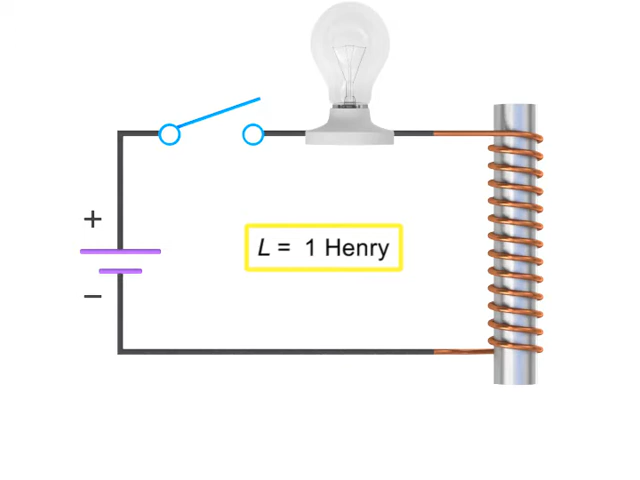 +
L = 1 Henry
−